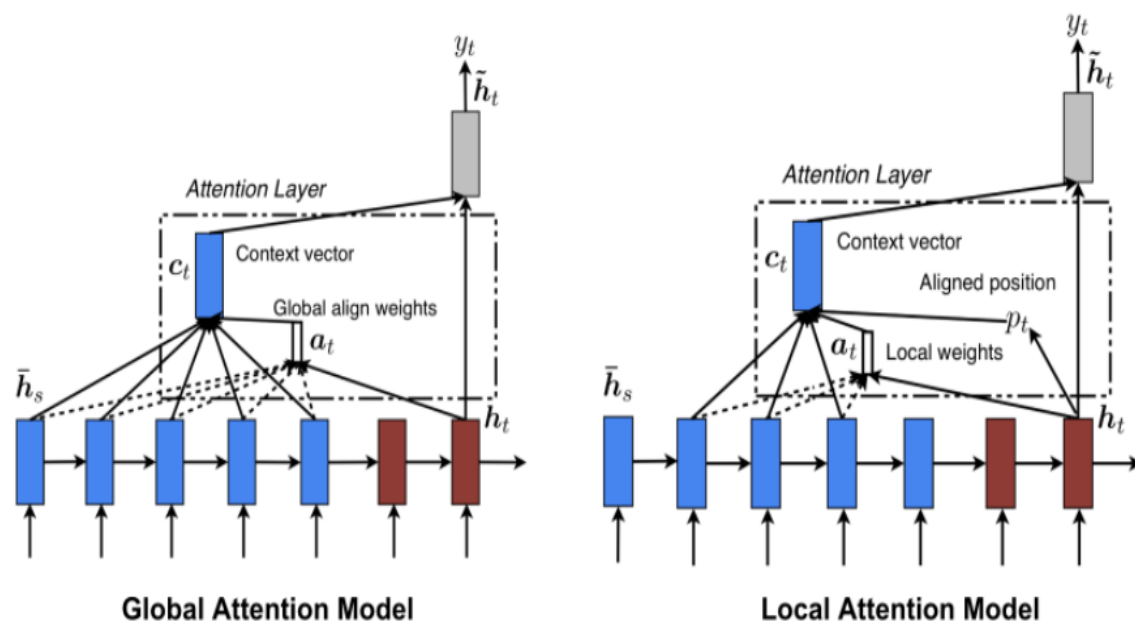 y_t
h̃_t
Attention Layer
c_t
Context vector
Global align weights
a_t
h̄_s
h_t
Global Attention Model
y_t
h̃_t
Attention Layer
c_t
Context vector
Aligned position
p_t
a_t
Local weights
h̄_s
h_t
Local Attention Model